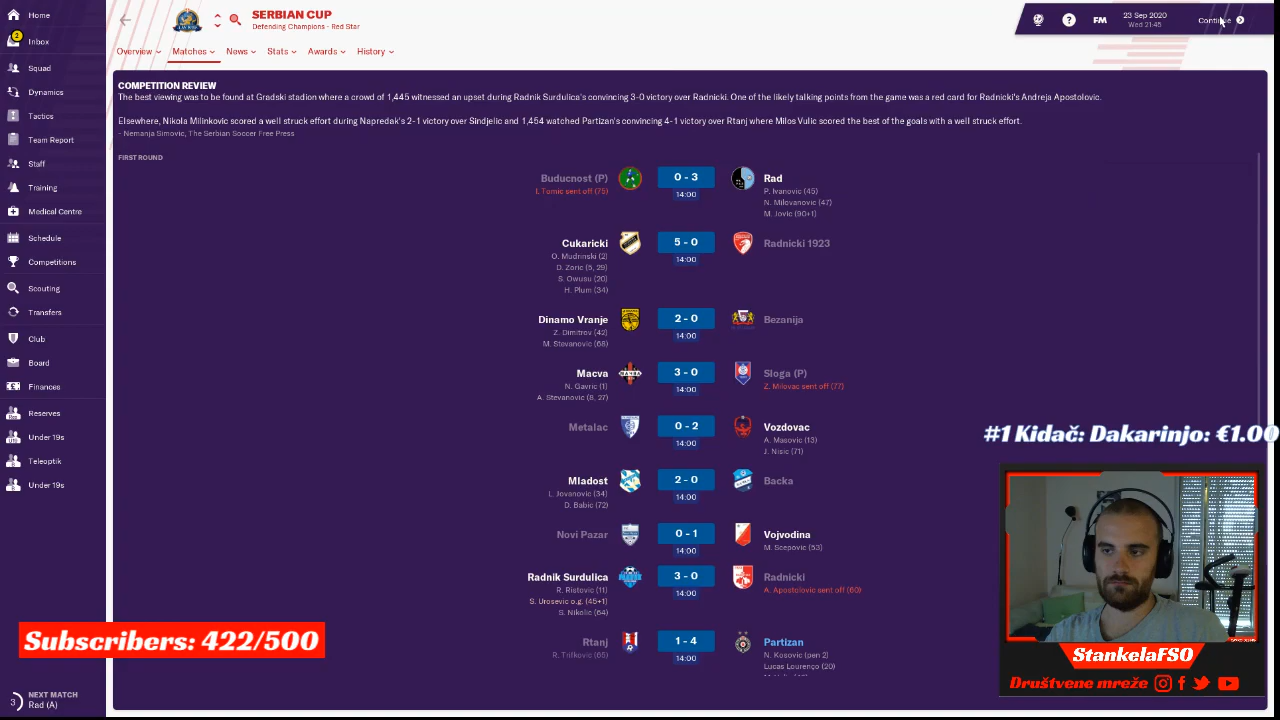 Home
2
Inbox
Squad
Dynamics
Tactics
Team Report
Staff
Training
Medical Centre
Schedule
Competitions
Scouting
Transfers
Club
Board
Finances
Reserves
Under 19s
Teleoptik
Under 19s
3
NEXT MATCH
Rad (A)
SERBIAN CUP
Defending Champions - Red Star
? FM
23 Sep 2020
Wed 21:45
Continue
Overview Matches News Stats Awards History
COMPETITION REVIEW
The best viewing was to be found at Gradski stadion where a crowd of 1,445 witnessed an upset during Radnik Surdulica's convincing 3-0 victory over Radnicki. One of the likely talking points from the game was a red card for Radnicki's Andreja Apostolovic.
Elsewhere, Nikola Milinkovic scored a well struck effort during Napredak's 2-1 victory over Sindjelic and 1,454 watched Partizan's convincing 4-1 victory over Rtanj where Milos Vulic scored the best of the goals with a well struck effort.
- Nemanja Simovic, The Serbian Soccer Free Press
FIRST ROUND
Buducnost (P) 0 - 3 Rad
I. Tomic sent off (75) 14:00 P. Ivanovic (45)
N. Milovanovic (47)
M. Jovic (90+1)
Cukaricki 5 - 0 Radnicki 1923
O. Mudrinski (2) 14:00
D. Zoric (5, 29)
S. Owusu (20)
H. Plum (34)
Dinamo Vranje 2 - 0 Bezanija
Z. Dimitrov (42) 14:00
M. Stevanovic (68)
Macva 3 - 0 Sloga (P)
N. Gavric (1) 14:00 Z. Milovac sent off (77)
A. Stevanovic (8, 27)
Metalac 0 - 2 Vozdovac
14:00 A. Masovic (13)
J. Nisic (71)
Mladost 2 - 0 Backa
L. Jovanovic (34) 14:00
D. Babic (72)
Novi Pazar 0 - 1 Vojvodina
14:00 M. Scepovic (53)
Radnik Surdulica 3 - 0 Radnicki
R. Ristovic (11) 14:00 A. Apostolovic sent off (60)
S. Urosevic o.g. (45+1)
S. Nikolic (64)
Rtanj 1 - 4 Partizan
R. Trifkovic (65) 14:00 N. Kosovic (pen 2)
Lucas Lourenço (20)
#1 Kidač: Dakarinjo: €1.00
Subscribers: 422/500
StankelaFSO
Društvene mreže